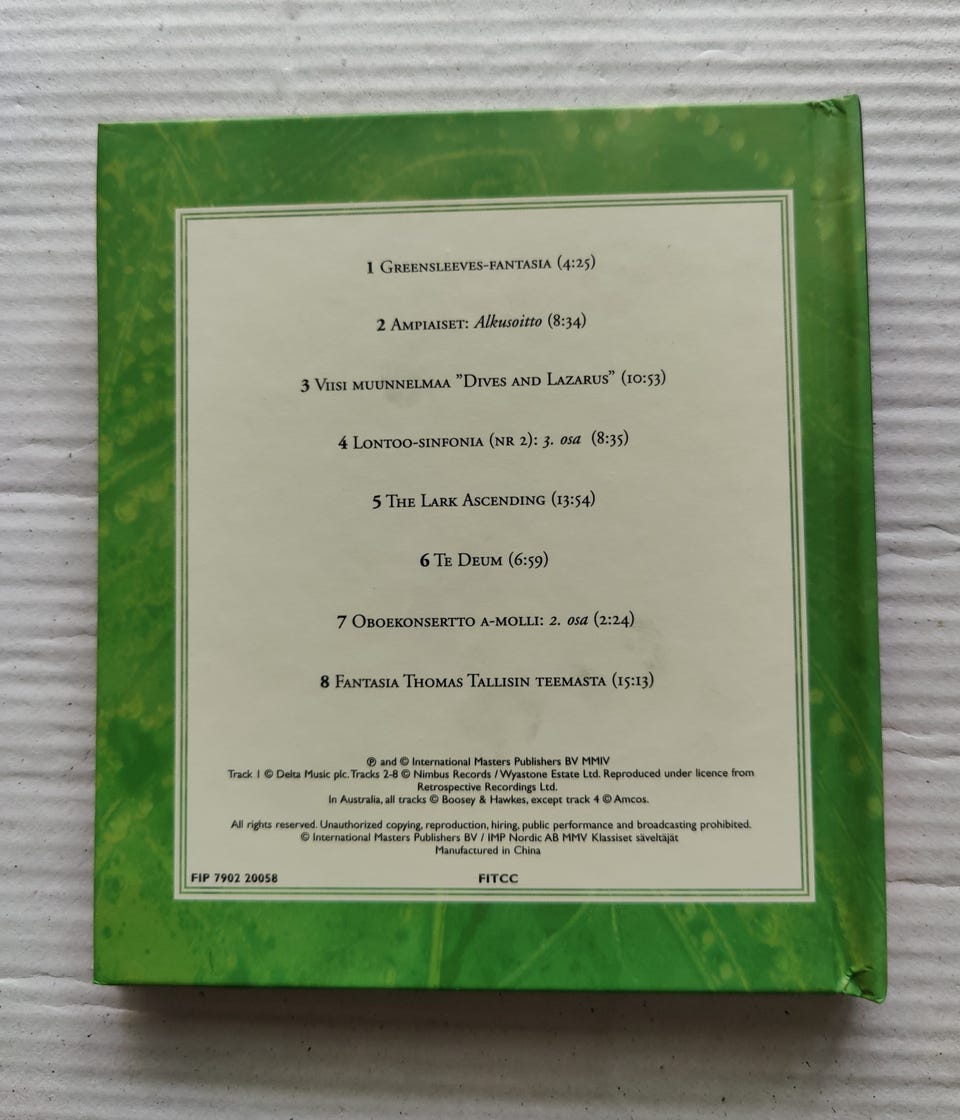 1 Greensleeves-fantasia (4:25)
2 Ampiaiset: Alkusoitto (8:34)
3 Viisi muunnelmaa ”Dives and Lazarus” (10:53)
4 Lontoo-sinfonia (nr 2): 3. osa (8:35)
5 The Lark Ascending (13:54)
6 Te Deum (6:59)
7 Oboekonsertto a-molli: 2. osa (2:24)
8 Fantasia Thomas Tallisin teemasta (15:13)
℗ and © International Masters Publishers BV MMIV
Track 1 © Delta Music plc. Tracks 2-8 © Nimbus Records / Wyastone Estate Ltd. Reproduced under licence from
Retrospective Recordings Ltd.
In Australia, all tracks © Boosey & Hawkes, except track 4 © Amcos.
All rights reserved. Unauthorized copying, reproduction, hiring, public performance and broadcasting prohibited.
© International Masters Publishers BV / IMP Nordic AB MMV Klassiset säveltäjät
Manufactured in China
FIP 7902 20058 FITCC